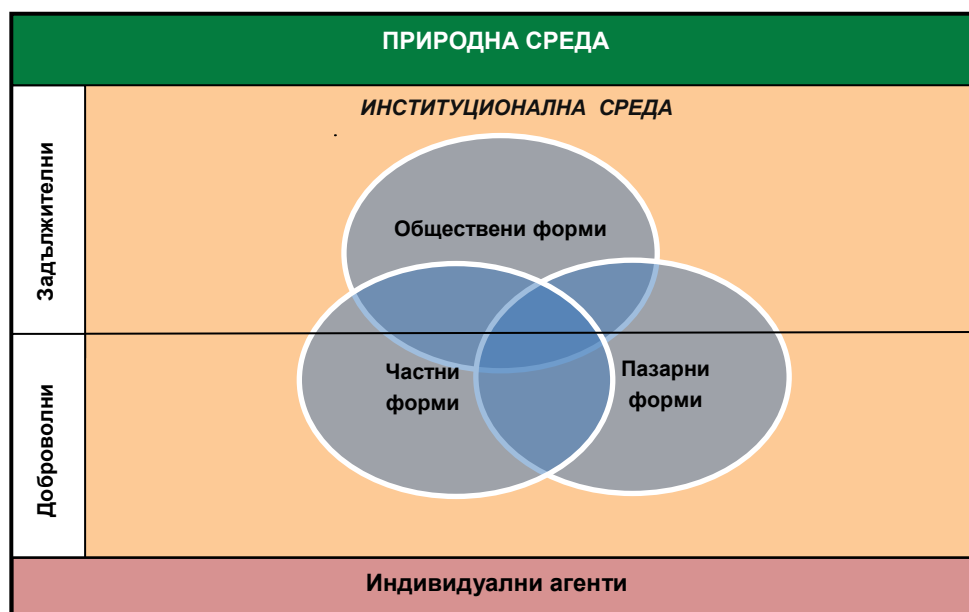 ПРИРОДНА СРЕДА
ИНСТИТУЦИОНАЛНА СРЕДА
Задължителни
Обществени форми
Частни
форми
Пазарни
форми
Доброволни
Индивидуални агенти